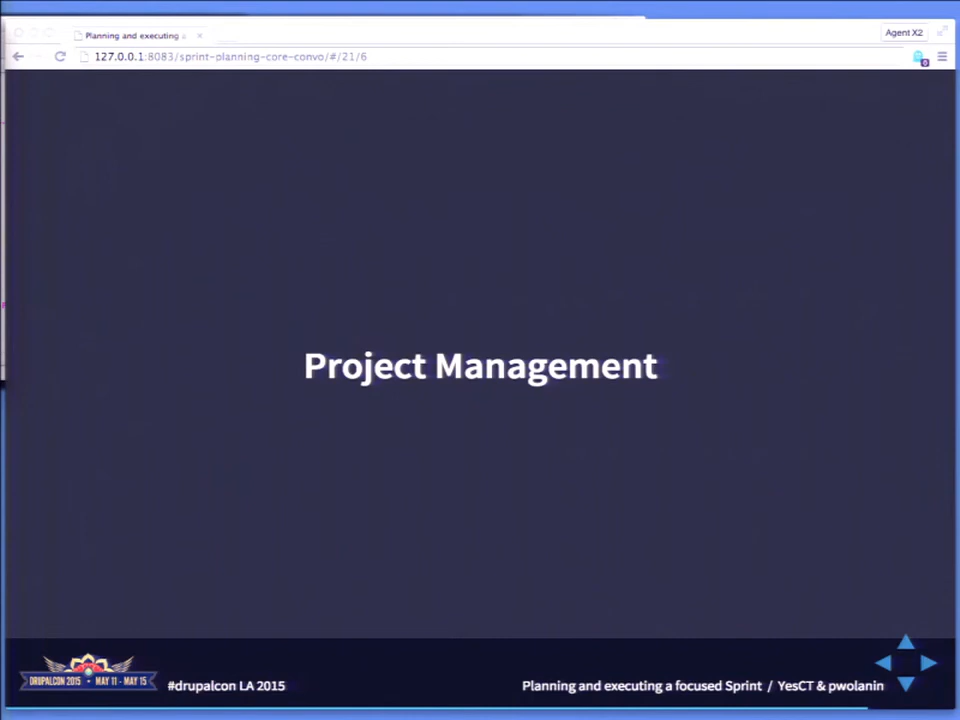 Planning and executing a
Agent X2
127.0.0.1:8083/sprint-planning-core-convo/#/21/6
Project Management
DRUPALCON 2015 • MAY 11 - MAY 15
#drupalcon LA 2015
Planning and executing a focused Sprint / YesCT & pwolanin